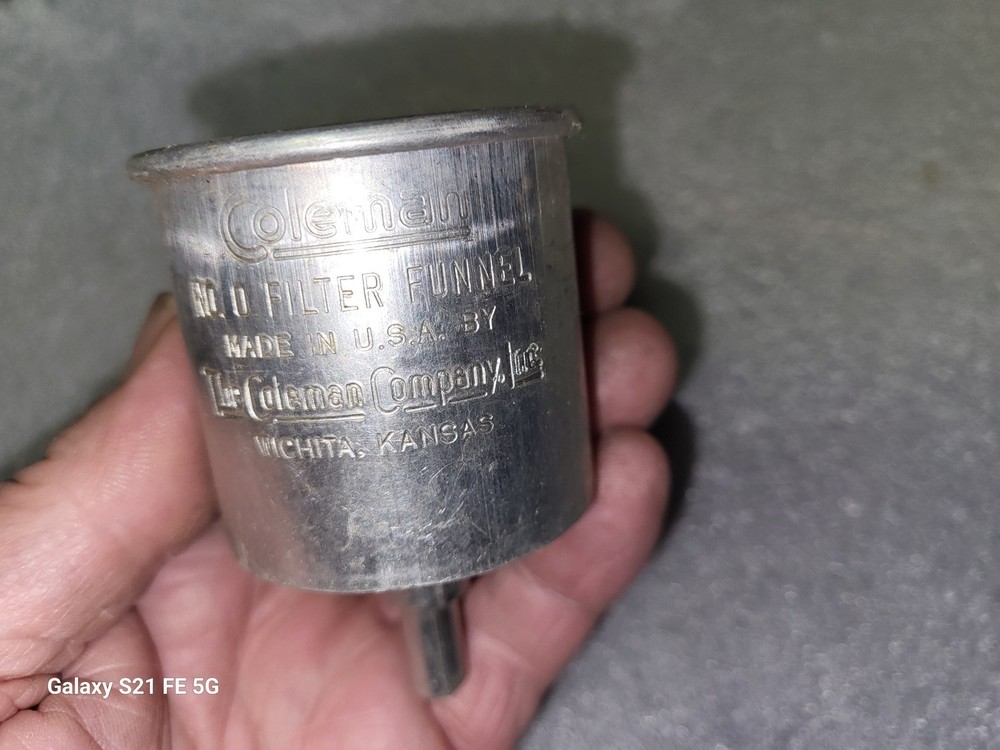 Coleman
NO. 0 FILTER FUNNEL
MADE IN U.S.A. BY
The Coleman Company, Inc.
WICHITA, KANSAS
Galaxy S21 FE 5G